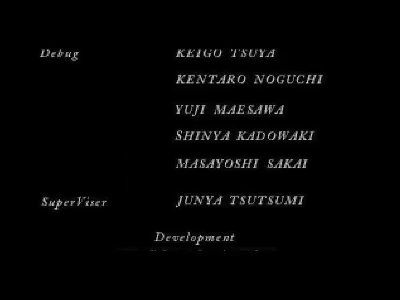 Debug KEIGO TSUYA
KENTARO NOGUCHI
YUJI MAESAWA
SHINYA KADOWAKI
MASAYOSHI SAKAI
SuperViser JUNYA TSUTSUMI
Development